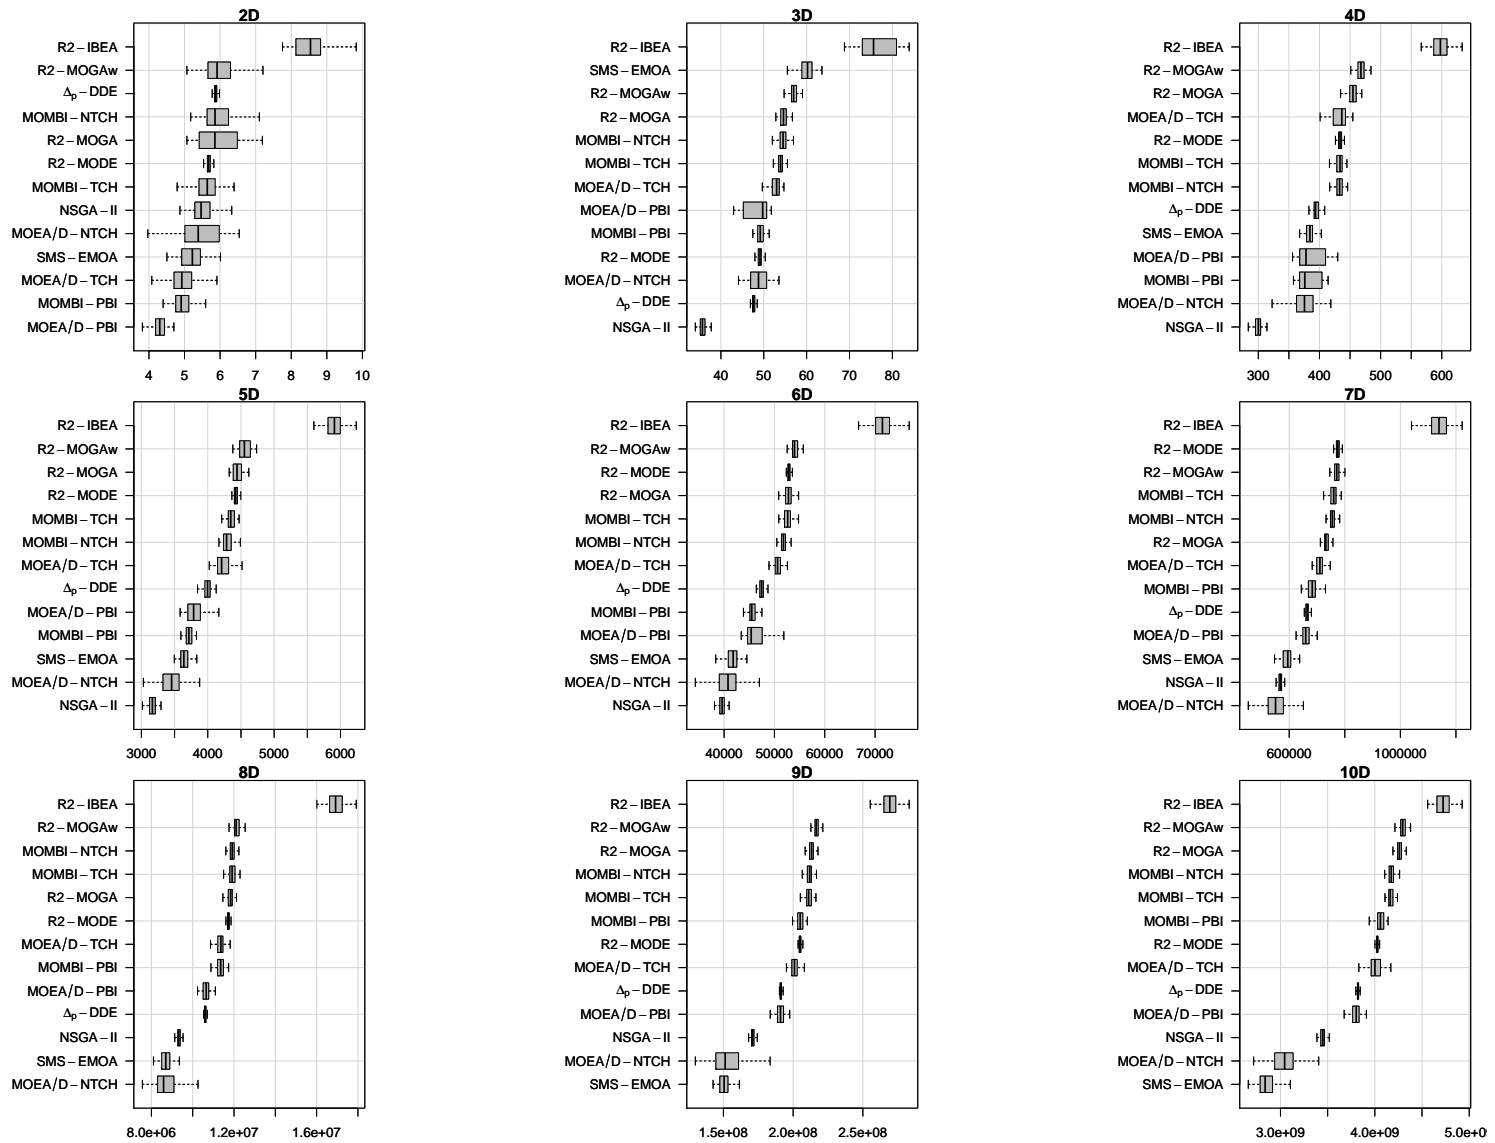 2D
R2−IBEA
R2−MOGAw
Δp−DDE
MOMBI−NTCH
R2−MOGA
R2−MODE
MOMBI−TCH
NSGA−II
MOEA/D−NTCH
SMS−EMOA
MOEA/D−TCH
MOMBI−PBI
MOEA/D−PBI
4 5 6 7 8 9 10
3D
R2−IBEA
SMS−EMOA
R2−MOGAw
R2−MOGA
MOMBI−NTCH
MOMBI−TCH
MOEA/D−TCH
MOEA/D−PBI
MOMBI−PBI
R2−MODE
MOEA/D−NTCH
Δp−DDE
NSGA−II
40 50 60 70 80
4D
R2−IBEA
R2−MOGAw
R2−MOGA
MOEA/D−TCH
R2−MODE
MOMBI−TCH
MOMBI−NTCH
Δp−DDE
SMS−EMOA
MOEA/D−PBI
MOMBI−PBI
MOEA/D−NTCH
NSGA−II
300 400 500 600
5D
R2−IBEA
R2−MOGAw
R2−MOGA
R2−MODE
MOMBI−TCH
MOMBI−NTCH
MOEA/D−TCH
Δp−DDE
MOEA/D−PBI
MOMBI−PBI
SMS−EMOA
MOEA/D−NTCH
NSGA−II
3000 4000 5000 6000
6D
R2−IBEA
R2−MOGAw
R2−MODE
R2−MOGA
MOMBI−TCH
MOMBI−NTCH
MOEA/D−TCH
Δp−DDE
MOMBI−PBI
MOEA/D−PBI
SMS−EMOA
MOEA/D−NTCH
NSGA−II
40000 50000 60000 70000
7D
R2−IBEA
R2−MODE
R2−MOGAw
MOMBI−TCH
MOMBI−NTCH
R2−MOGA
MOEA/D−TCH
MOMBI−PBI
Δp−DDE
MOEA/D−PBI
SMS−EMOA
NSGA−II
MOEA/D−NTCH
600000 1000000
8D
R2−IBEA
R2−MOGAw
MOMBI−NTCH
MOMBI−TCH
R2−MOGA
R2−MODE
MOEA/D−TCH
MOMBI−PBI
MOEA/D−PBI
Δp−DDE
NSGA−II
SMS−EMOA
MOEA/D−NTCH
8.0e+06 1.2e+07 1.6e+07
9D
R2−IBEA
R2−MOGAw
R2−MOGA
MOMBI−NTCH
MOMBI−TCH
MOMBI−PBI
R2−MODE
MOEA/D−TCH
Δp−DDE
MOEA/D−PBI
NSGA−II
MOEA/D−NTCH
SMS−EMOA
1.5e+08 2.0e+08 2.5e+08
10D
R2−IBEA
R2−MOGAw
R2−MOGA
MOMBI−NTCH
MOMBI−TCH
MOMBI−PBI
R2−MODE
MOEA/D−TCH
Δp−DDE
MOEA/D−PBI
NSGA−II
MOEA/D−NTCH
SMS−EMOA
3.0e+09 4.0e+09